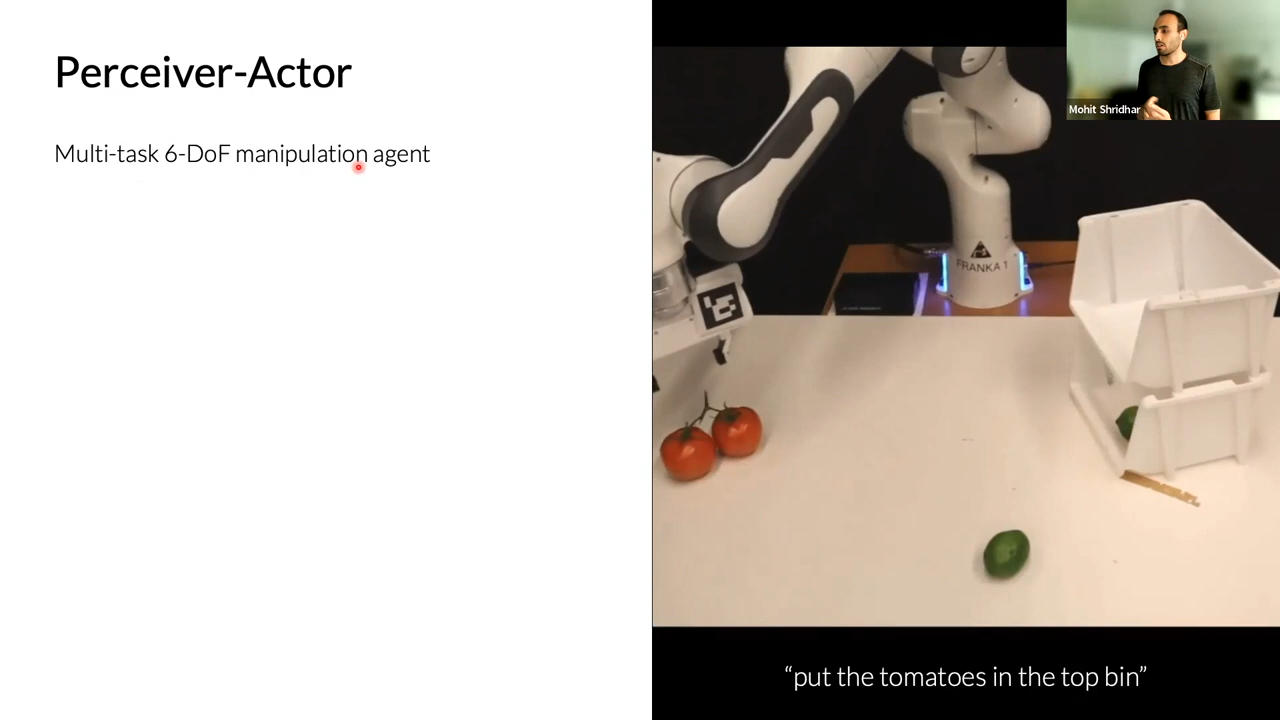 Perceiver-Actor
Multi-task 6-DoF manipulation agent
Mohit Shridhar
FRANKA 1
“put the tomatoes in the top bin”